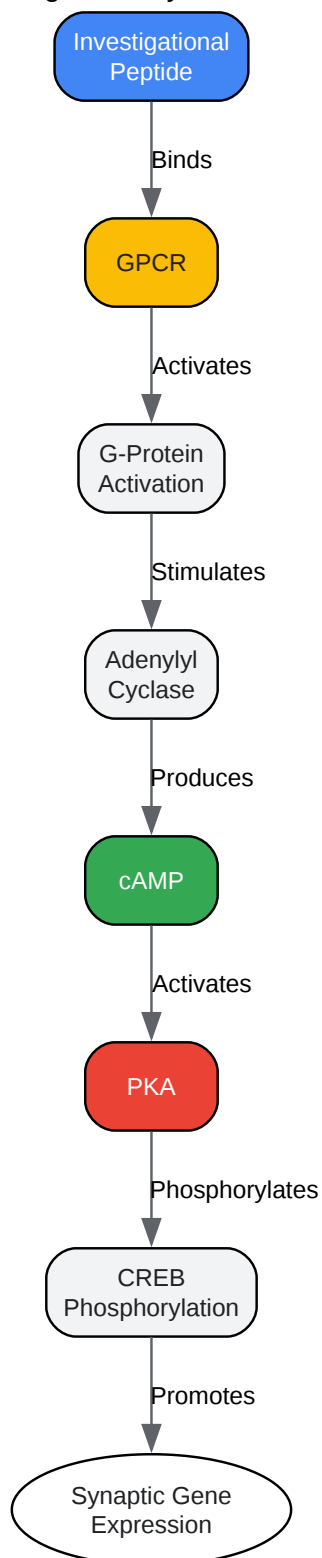 Investigational
Peptide
Binds
GPCR
Activates
G-Protein
Activation
Stimulates
Adenylyl
Cyclase
Produces
cAMP
Activates
PKA
Phosphorylates
CREB
Phosphorylation
Promotes
Synaptic Gene
Expression